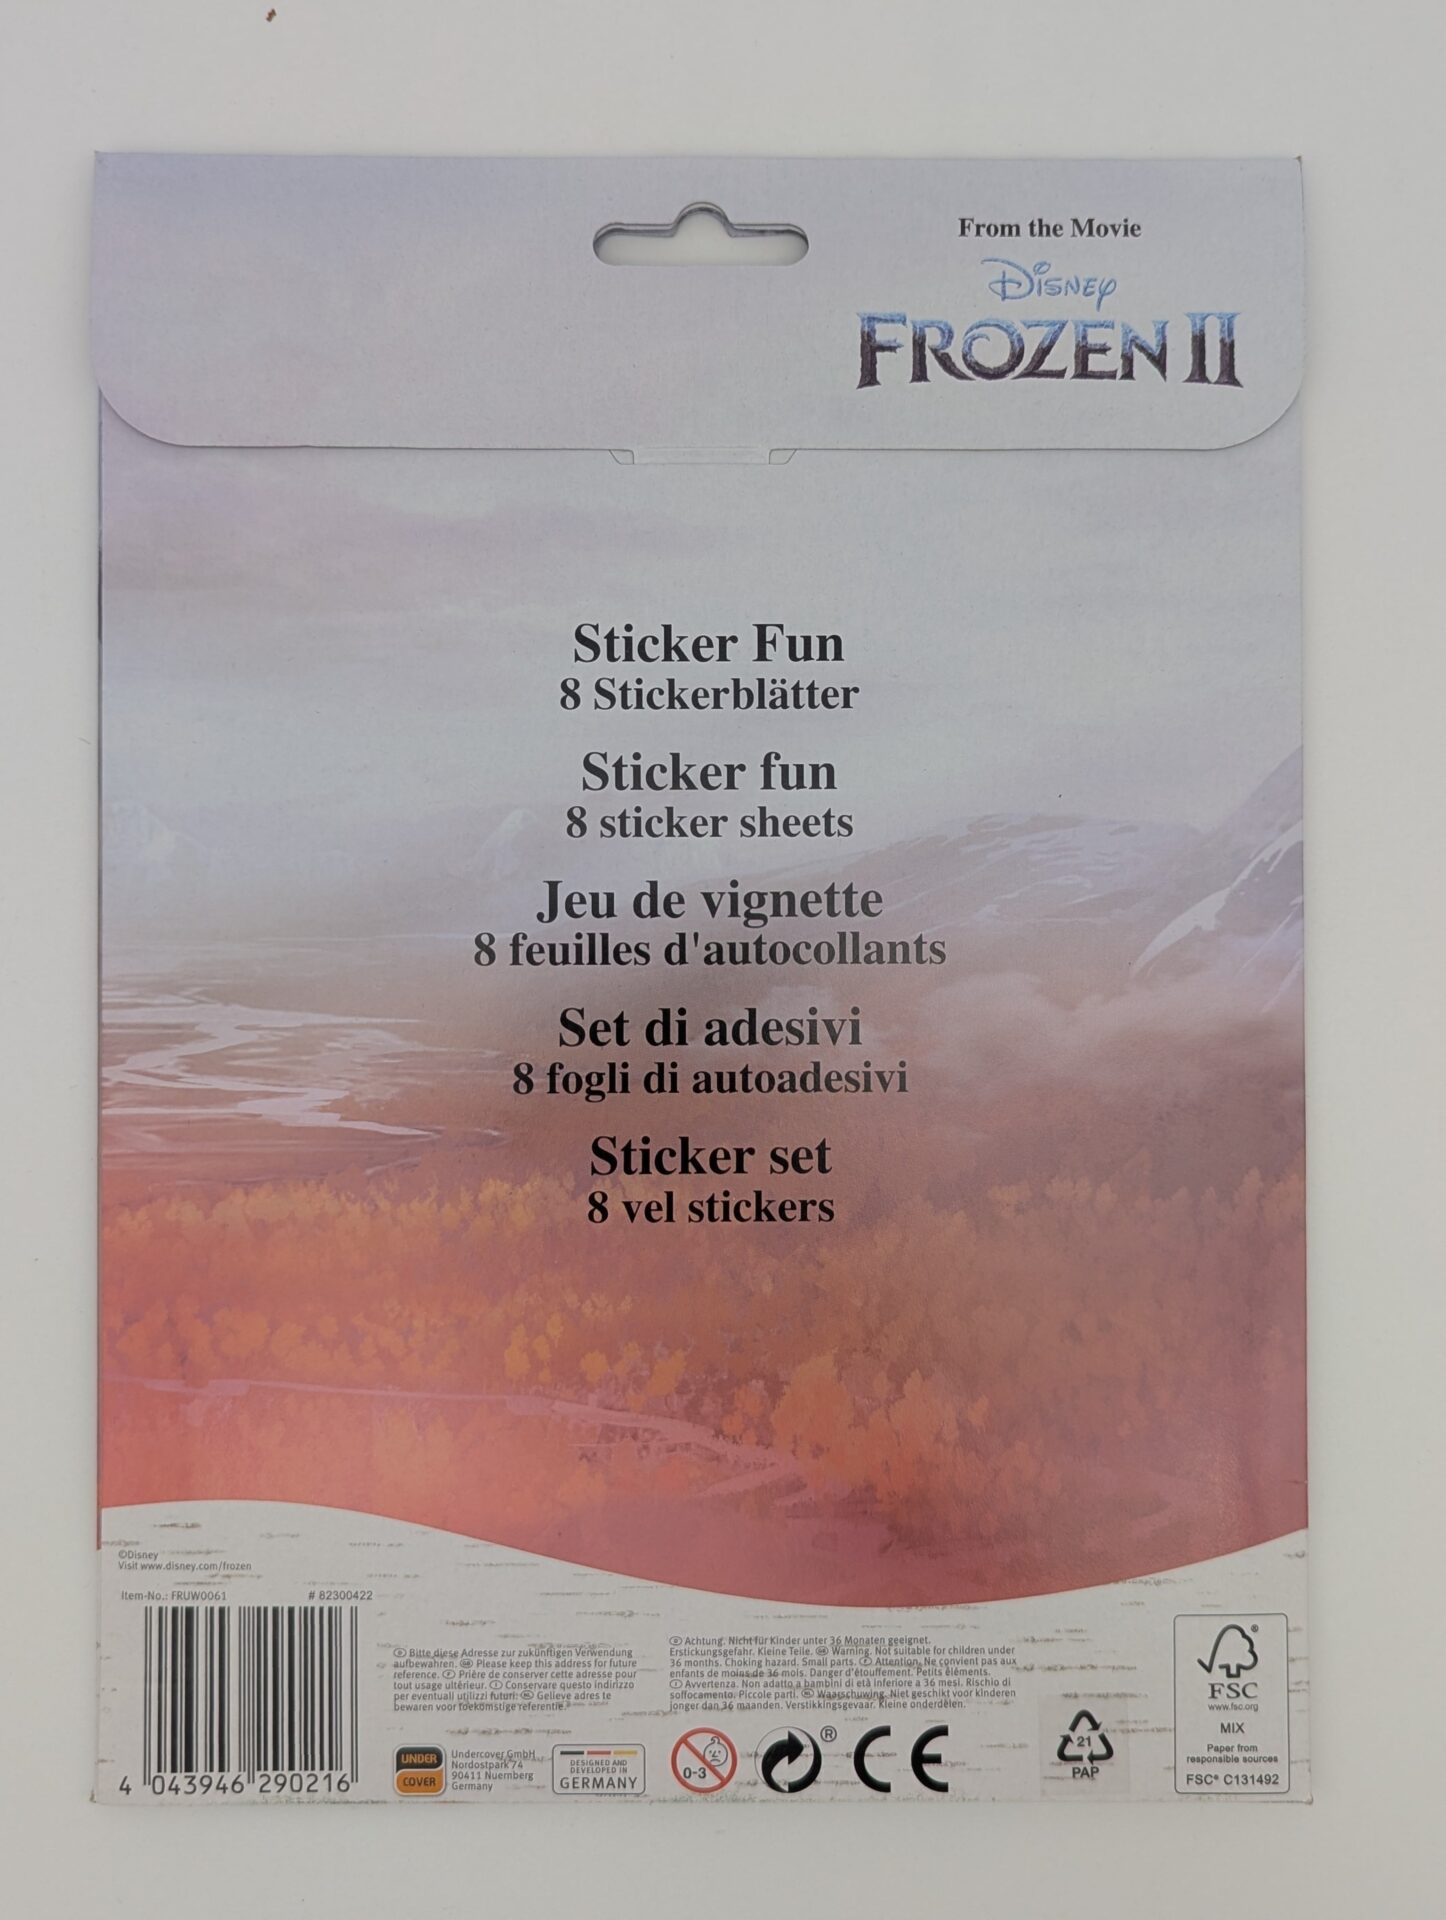 From the Movie
Disney
FROZEN II
Sticker Fun
8 Stickerblätter
Sticker fun
8 sticker sheets
Jeu de vignette
8 feuilles d'autocollants
Set di adesivi
8 fogli di autoadesivi
Sticker set
8 vel stickers
©Disney
Visit www.disney.com/frozen
Item-No.: FRUW0061 # 82300422
4 043946 290216
D Bitte diese Adresse zur zukünftigen Verwendung
aufbewahren. GB Please keep this address for future
reference. F Prière de conserver cette adresse pour
tout usage ultérieur. I Conservare questo indirizzo
per eventuali utilizzi futuri. NL Gelieve adres te
bewaren voor toekomstige referentie.
D Achtung. Nicht für Kinder unter 36 Monaten geeignet.
Erstickungsgefahr. Kleine Teile. GB Warning. Not suitable for children under
36 months. Choking hazard. Small parts. F Attention. Ne convient pas aux
enfants de moins de 36 mois. Danger d'étouffement. Petits éléments.
I Avvertenza. Non adatto a bambini di età inferiore a 36 mesi. Rischio di
soffocamento. Piccole parti. NL Waarschuwing. Niet geschikt voor kinderen
jonger dan 36 maanden. Verstikkingsgevaar. Kleine onderdelen.
UNDER
COVER
Undercover GmbH
Nordostpark 74
90411 Nuernberg
Germany
DESIGNED AND
DEVELOPED IN
GERMANY
0-3
®
CE
21
PAP
®
FSC
www.fsc.org
MIX
Paper from
responsible sources
FSC® C131492